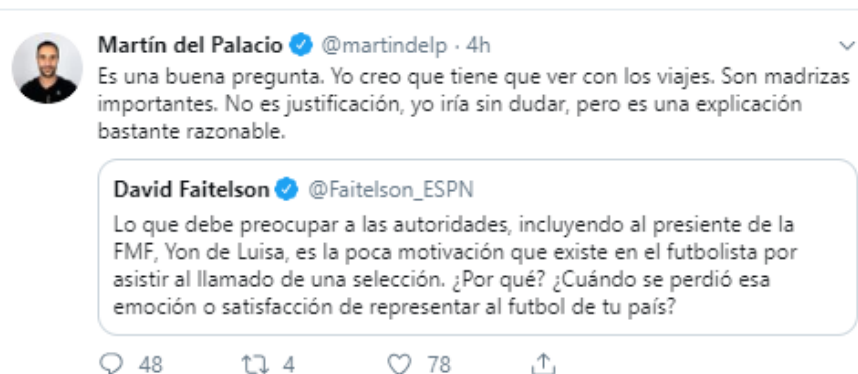 Martín del Palacio @martindelp · 4h
Es una buena pregunta. Yo creo que tiene que ver con los viajes. Son madrizas
importantes. No es justificación, yo iría sin dudar, pero es una explicación
bastante razonable.
David Faitelson @Faitelson_ESPN
Lo que debe preocupar a las autoridades, incluyendo al presiente de la
FMF, Yon de Luisa, es la poca motivación que existe en el futbolista por
asistir al llamado de una selección. ¿Por qué? ¿Cuándo se perdió esa
emoción o satisfacción de representar al futbol de tu país?
48 4 78